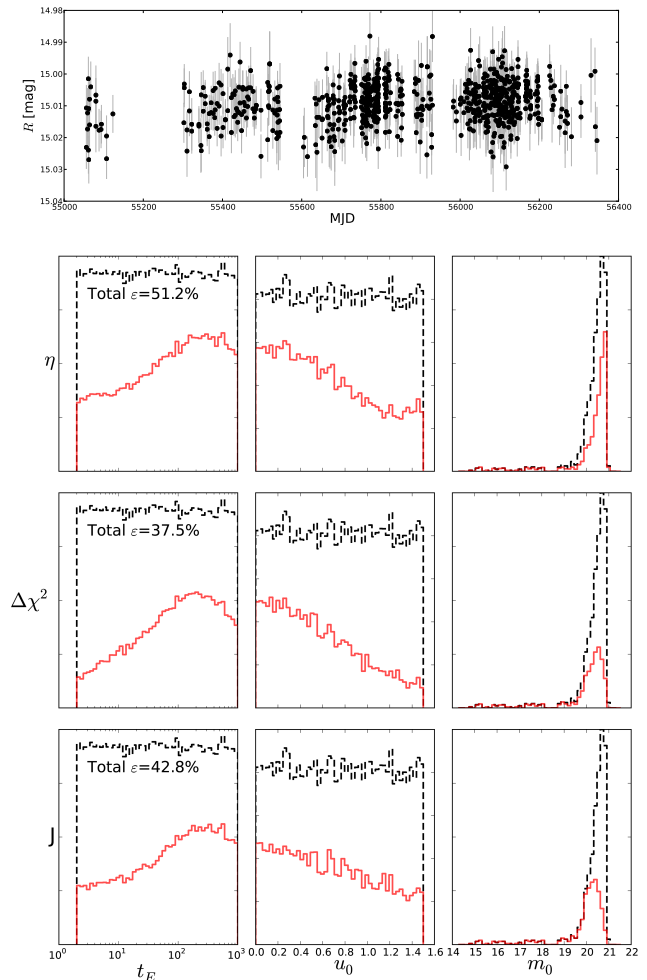 14.98
14.99
15.00
15.01
15.02
15.03
15.04
R [mag]
55000 55200 55400 55600 55800 56000 56200 56400
MJD
Total ε=51.2%
η
Total ε=37.5%
Δχ²
Total ε=42.8%
J
10⁰ 10¹ 10² 10³
0.0 0.2 0.4 0.6 0.8 1.0 1.2 1.4 1.6
14 15 16 17 18 19 20 21 22
t_E
u₀
m₀